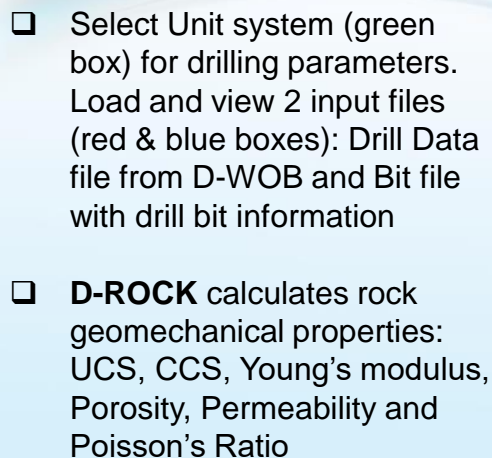 ❑ Select Unit system (green
box) for drilling parameters.
Load and view 2 input files
(red & blue boxes): Drill Data
file from D-WOB and Bit file
with drill bit information
❑ D-ROCK calculates rock
geomechanical properties:
UCS, CCS, Young’s modulus,
Porosity, Permeability and
Poisson’s Ratio